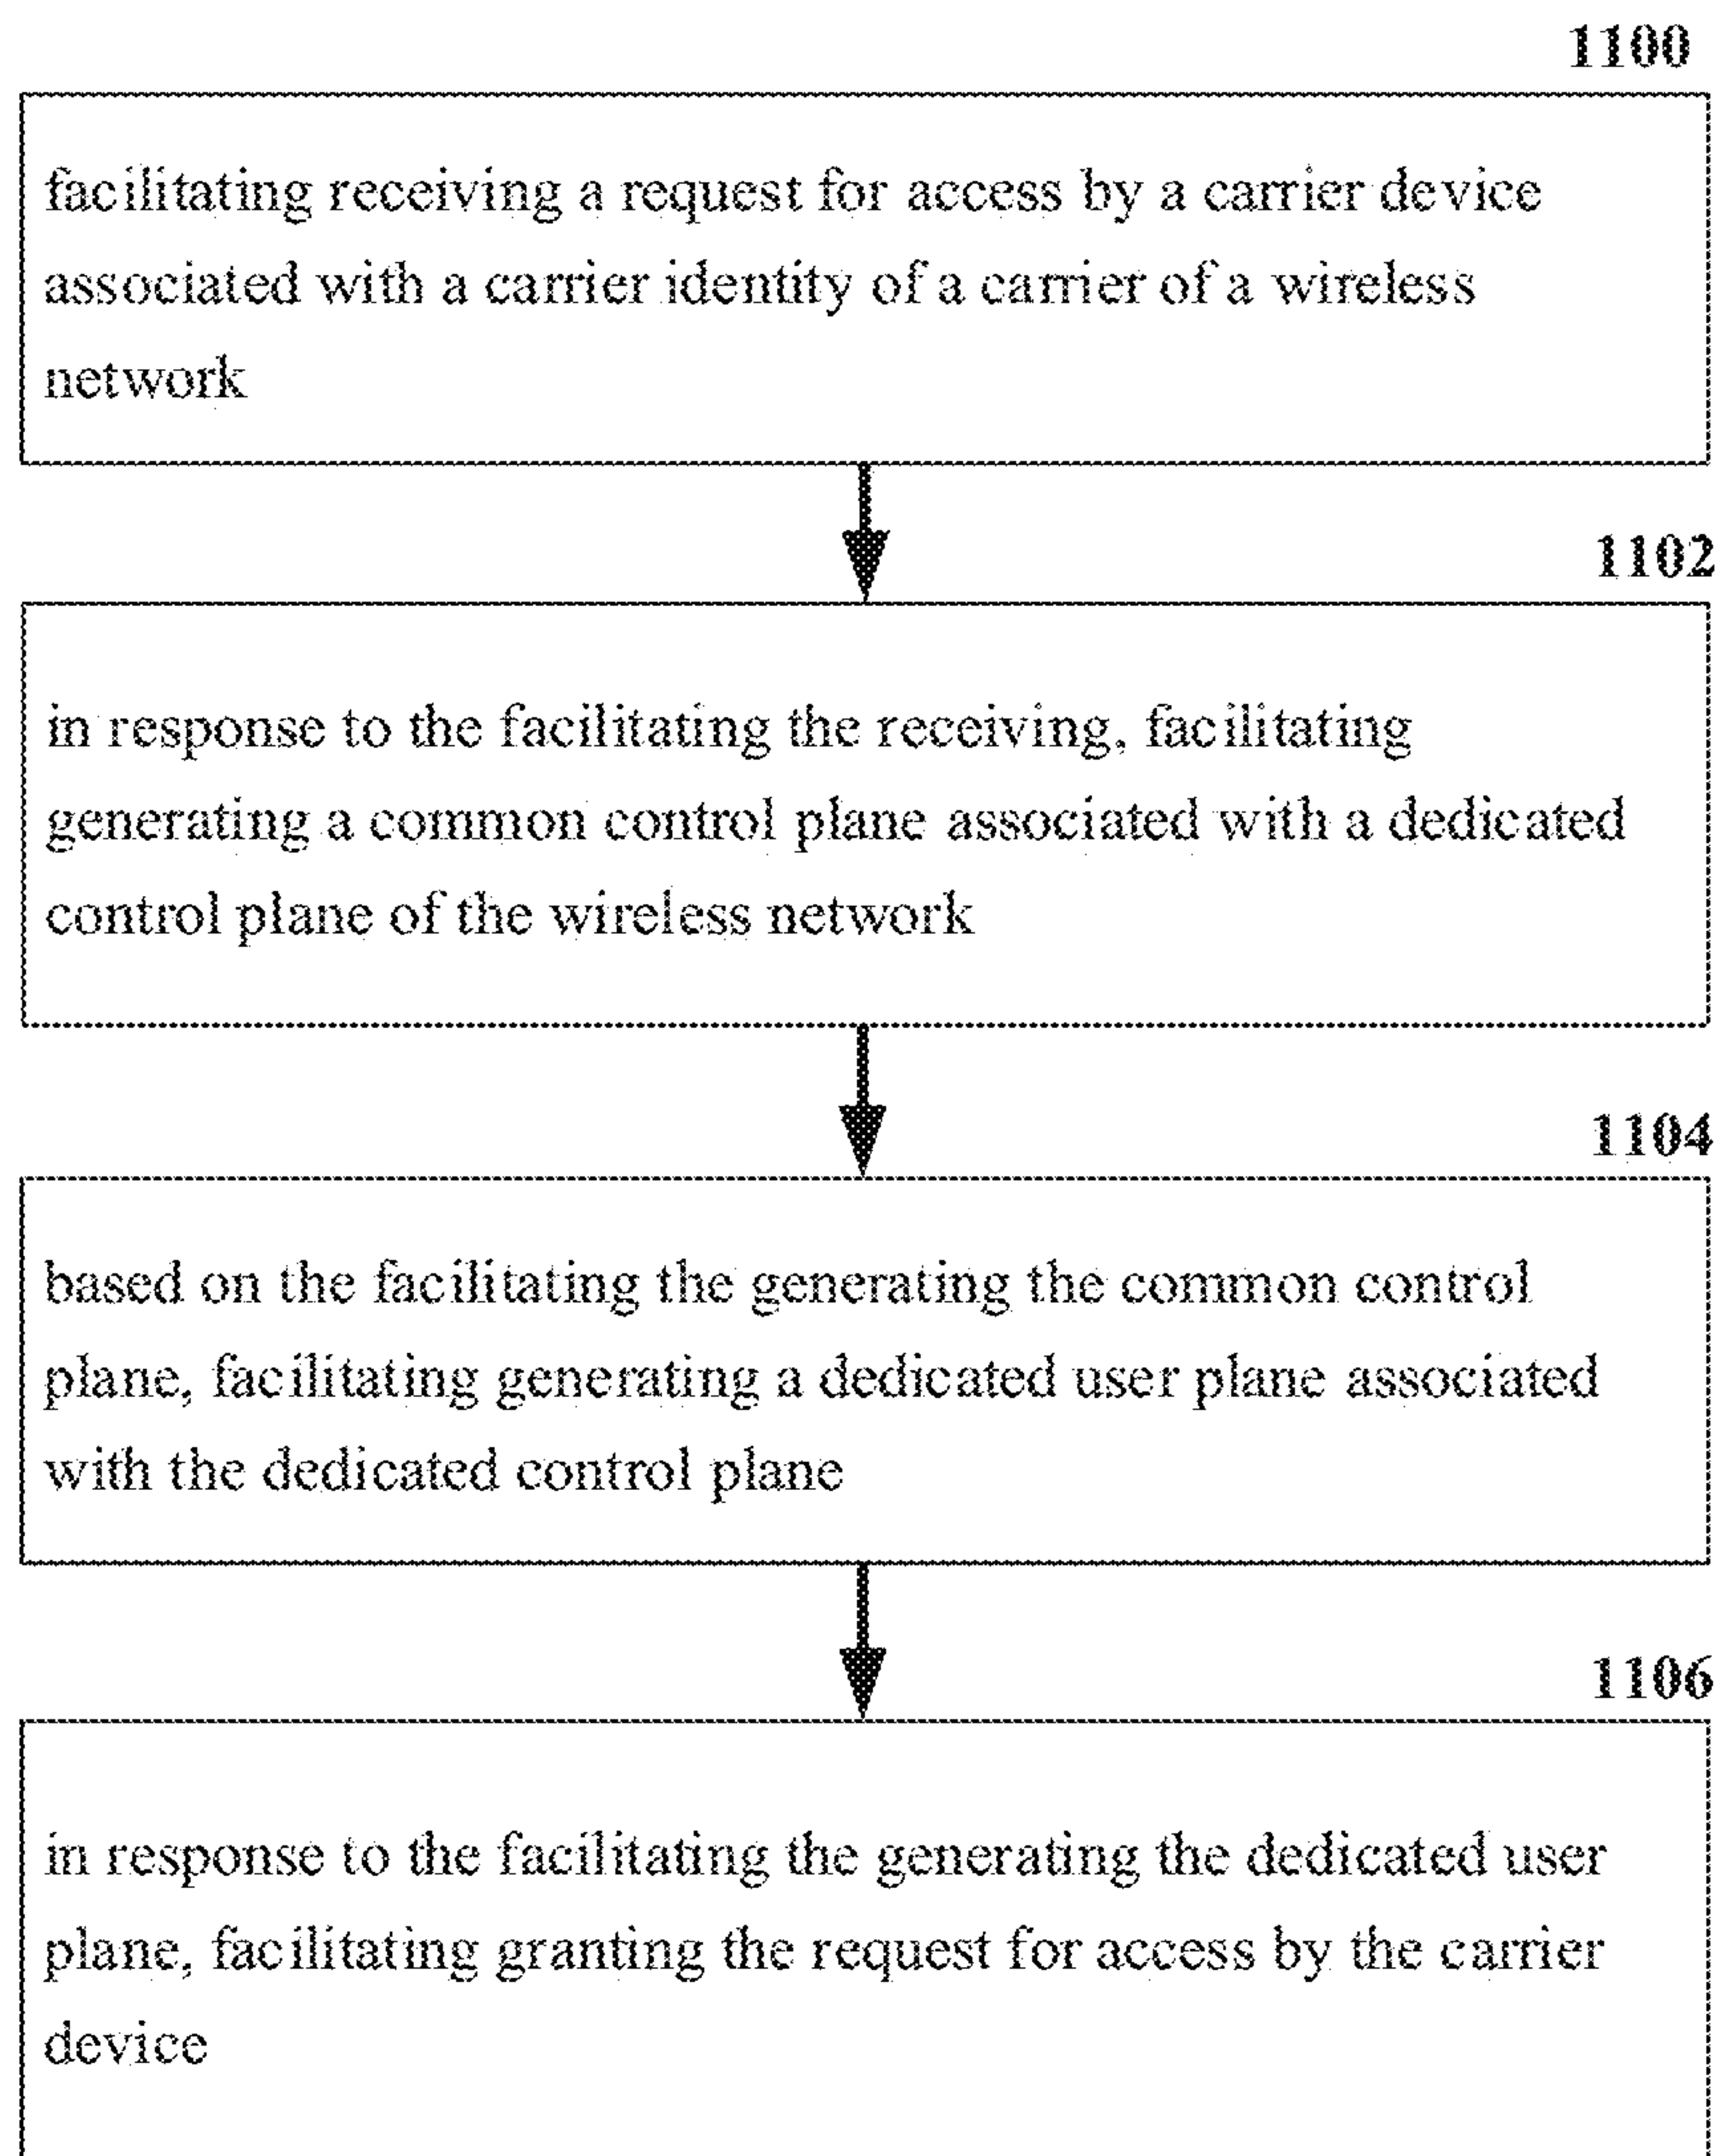 1100
facilitating receiving a request for access by a carrier device
associated with a carrier identity of a carrier of a wireless
network
1102
in response to the facilitating the receiving, facilitating
generating a common control plane associated with a dedicated
control plane of the wireless network
1104
based on the facilitating the generating the common control
plane, facilitating generating a dedicated user plane associated
with the dedicated control plane
1106
in response to the facilitating the generating the dedicated user
plane, facilitating granting the request for access by the carrier
device